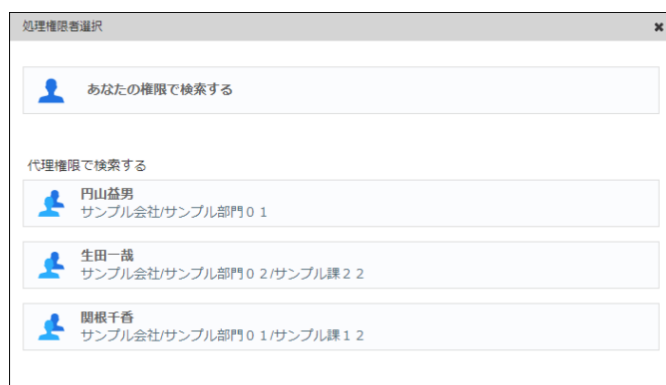 処理権限者選択
あなたの権限で検索する
代理権限で検索する
円山益男
サンプル会社/サンプル部門０１
生田一哉
サンプル会社/サンプル部門０２/サンプル課２２
関根千香
サンプル会社/サンプル部門０１/サンプル課１２